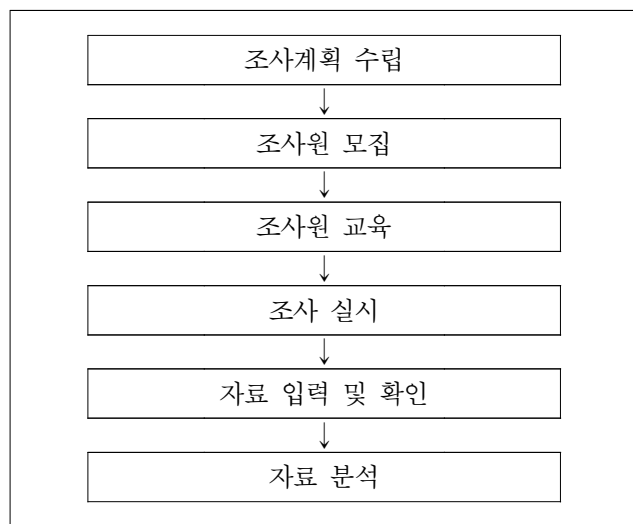 조사계획 수립
↓
조사원 모집
↓
조사원 교육
↓
조사 실시
↓
자료 입력 및 확인
↓
자료 분석